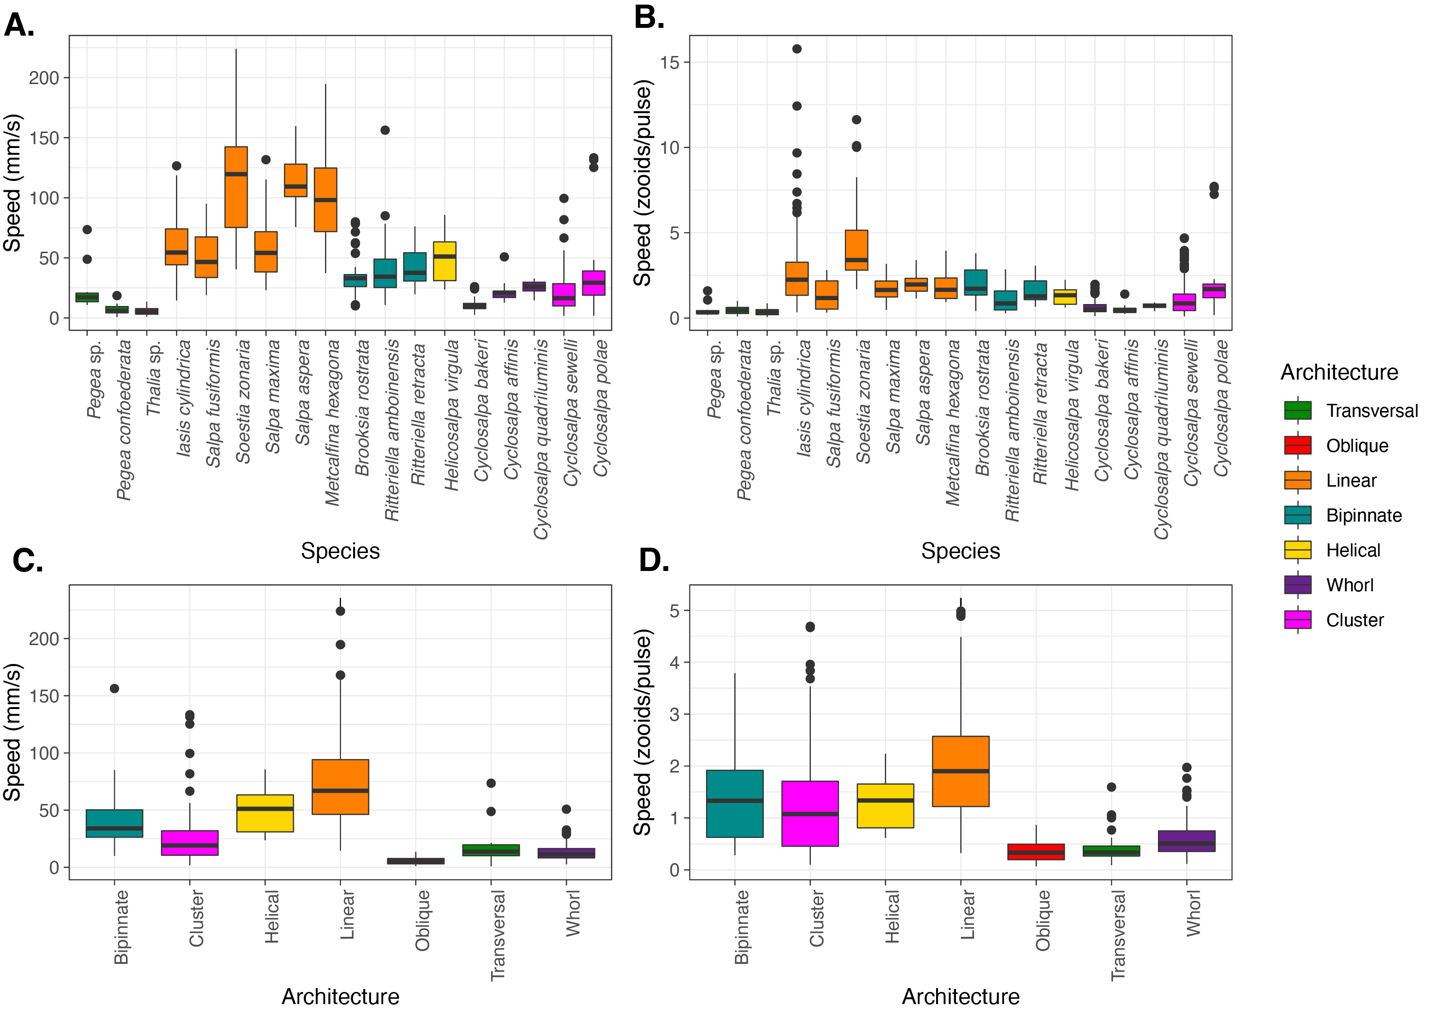 A.
Speed (mm/s)
200
150
100
50
0
Pegea sp.
Pegea confoederata
Thalia sp.
Iasis cylindrica
Salpa fusiformis
Soestia zonaria
Salpa maxima
Salpa aspera
Metcalfina hexagona
Brooksia rostrata
Ritteriella amboinensis
Ritteriella retracta
Helicosalpa virgula
Cyclosalpa bakeri
Cyclosalpa affinis
Cyclosalpa quadriluminis
Cyclosalpa sewelli
Cyclosalpa polae
Species
B.
Speed (zooids/pulse)
15
10
5
0
Pegea sp.
Pegea confoederata
Thalia sp.
Iasis cylindrica
Salpa fusiformis
Soestia zonaria
Salpa maxima
Salpa aspera
Metcalfina hexagona
Brooksia rostrata
Ritteriella amboinensis
Ritteriella retracta
Helicosalpa virgula
Cyclosalpa bakeri
Cyclosalpa affinis
Cyclosalpa quadriluminis
Cyclosalpa sewelli
Cyclosalpa polae
Species
Architecture
Transversal
Oblique
Linear
Bipinnate
Helical
Whorl
Cluster
C.
Speed (mm/s)
200
150
100
50
0
Bipinnate
Cluster
Helical
Linear
Oblique
Transversal
Whorl
Architecture
D.
Speed (zooids/pulse)
5
4
3
2
1
0
Bipinnate
Cluster
Helical
Linear
Oblique
Transversal
Whorl
Architecture